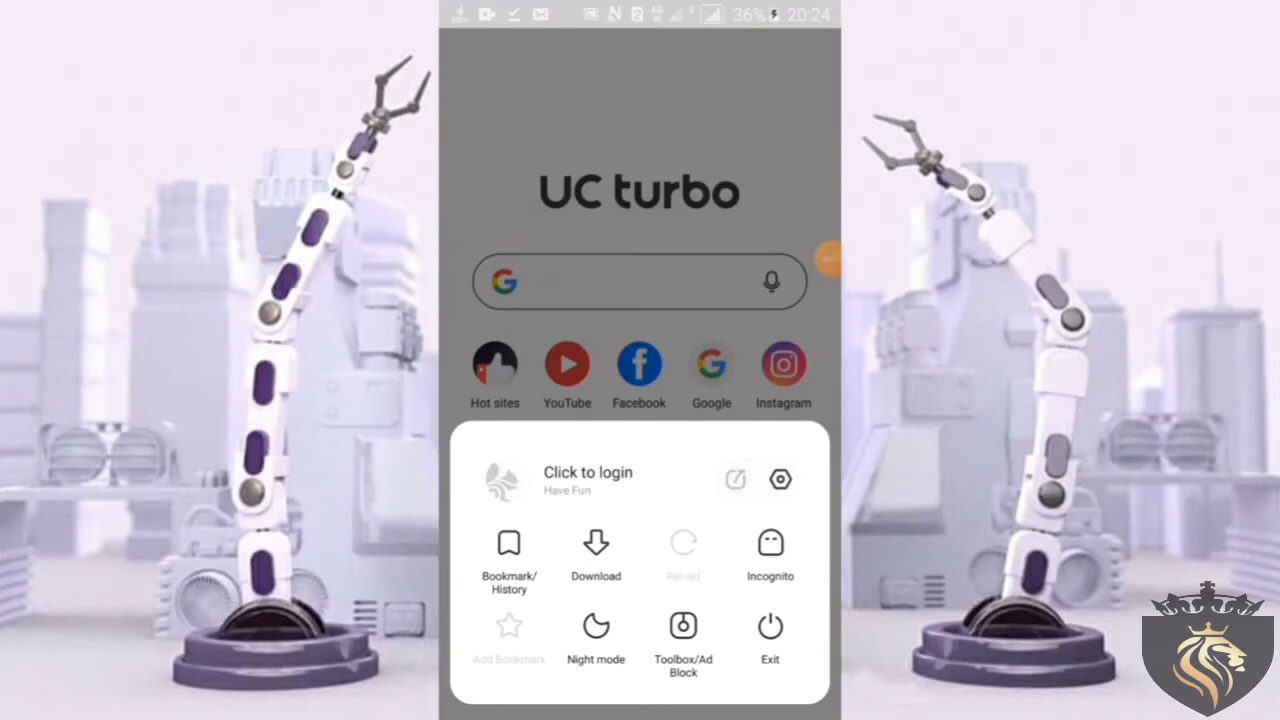 4G
E
36%
20:24
UC turbo
Hot sites
YouTube
Facebook
Google
Instagram
Click to login
Have Fun
Bookmark/
History
Download
Reload
Incognito
Add Bookmark
Night mode
Toolbox/Ad
Block
Exit